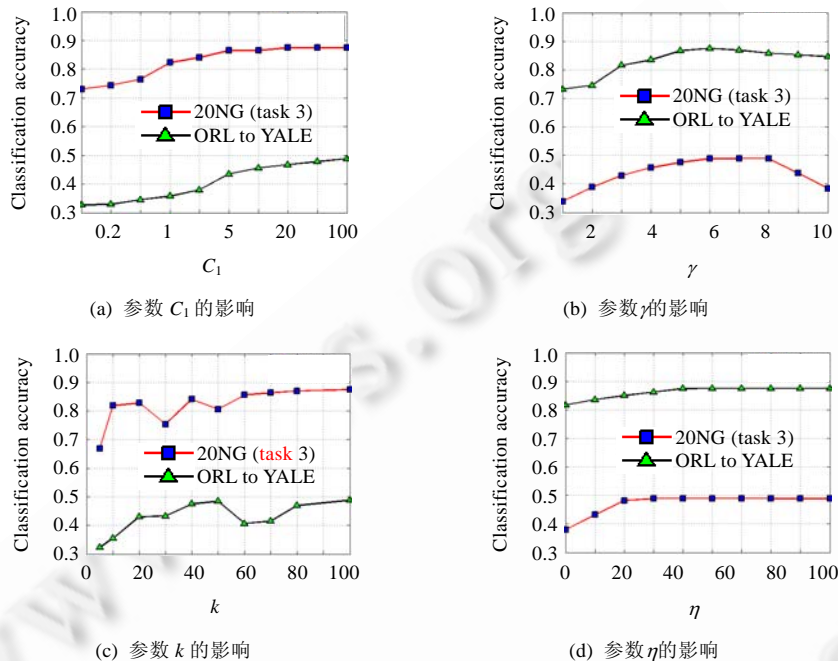 1.0
0.9
0.8
0.7
0.6
0.5
0.4
0.3
Classification accuracy
20NG (task 3)
ORL to YALE
0.2 1 5 20 100
C1
(a) 参数 C1 的影响
1.0
0.9
0.8
0.7
0.6
0.5
0.4
0.3
Classification accuracy
20NG (task 3)
ORL to YALE
2 4 6 8 10
γ
(b) 参数γ的影响
1.0
0.9
0.8
0.7
0.6
0.5
0.4
0.3
Classification accuracy
20NG (task 3)
ORL to YALE
0 20 40 60 80 100
k
(c) 参数 k 的影响
1.0
0.9
0.8
0.7
0.6
0.5
0.4
0.3
Classification accuracy
20NG (task 3)
ORL to YALE
0 20 40 60 80 100
η
(d) 参数η的影响